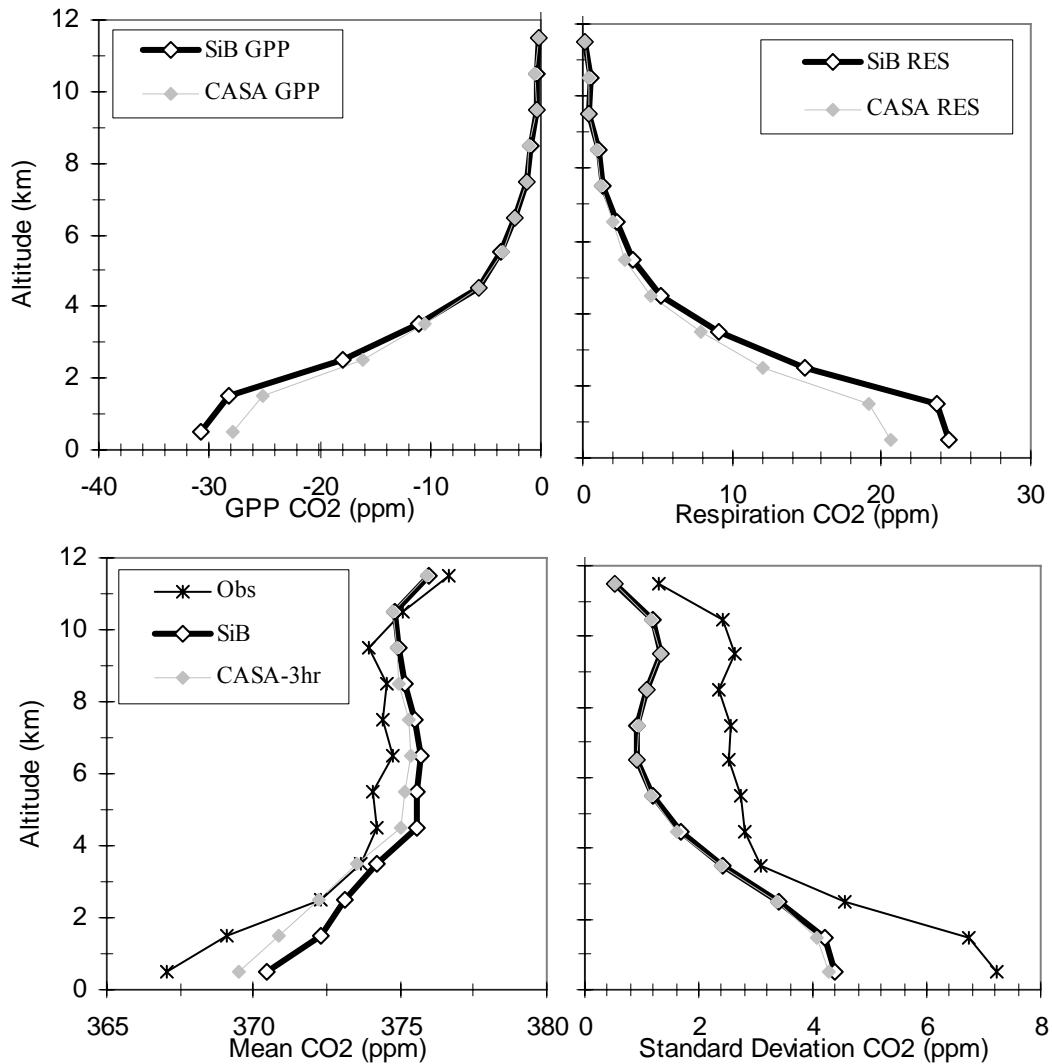 12
10
8
6
4
2
0
Altitude (km)
SiB GPP
CASA GPP
-40 -30 -20 -10 0
GPP CO2 (ppm)
SiB RES
CASA RES
0 10 20 30
Respiration CO2 (ppm)
12
10
8
6
4
2
0
Altitude (km)
Obs
SiB
CASA-3hr
365 370 375 380
Mean CO2 (ppm)
0 2 4 6 8
Standard Deviation CO2 (ppm)